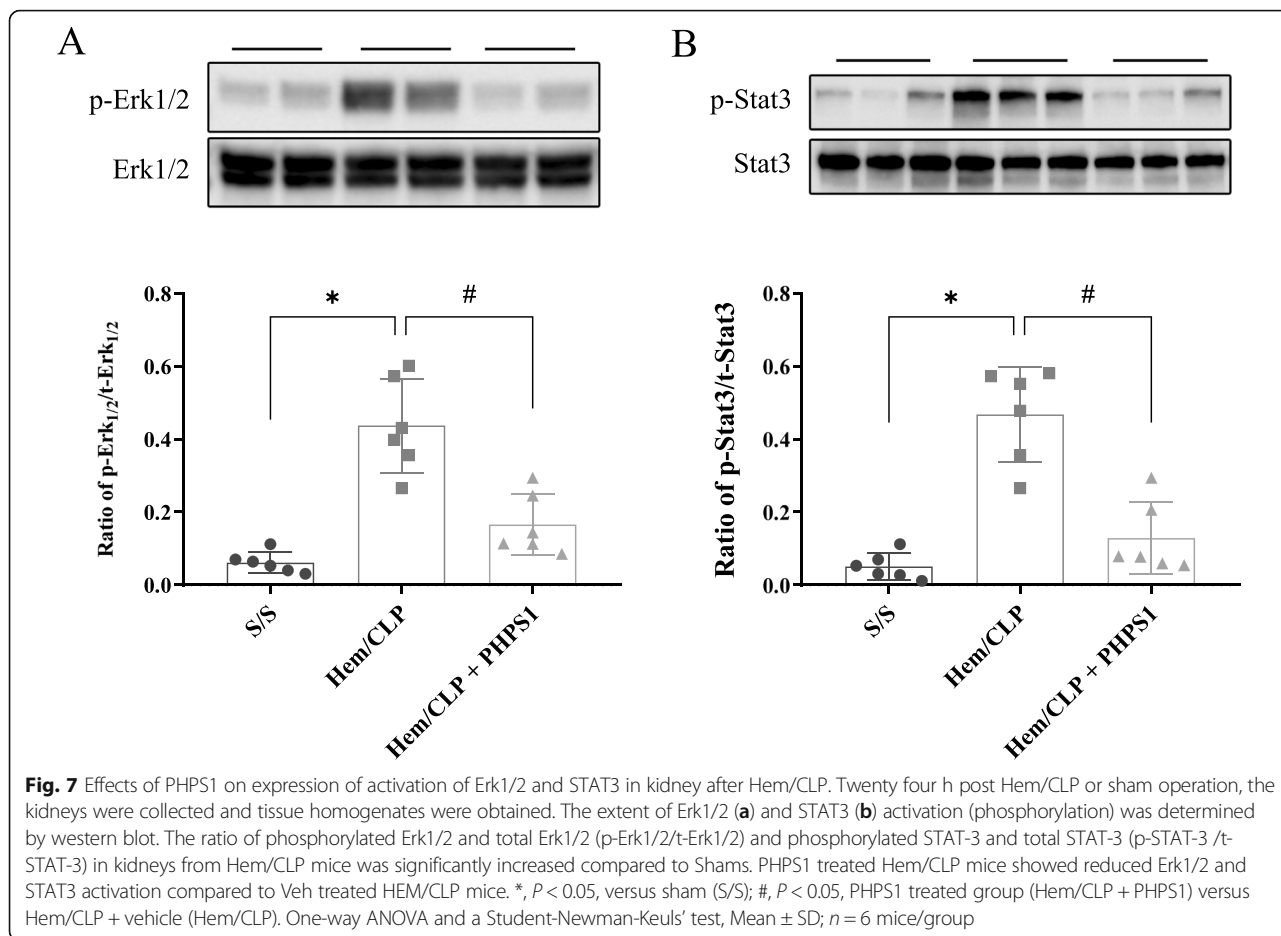 A
B
p-Erk1/2
Erk1/2
p-Stat3
Stat3
Ratio of p-Erk1/2/t-Erk1/2
0.8
0.6
0.4
0.2
0.0
*
#
S/S
Hem/CLP
Hem/CLP + PHPS1
Ratio of p-Stat3/t-Stat3
0.8
0.6
0.4
0.2
0.0
*
#
S/S
Hem/CLP
Hem/CLP + PHPS1
Fig. 7 Effects of PHPS1 on expression of activation of Erk1/2 and STAT3 in kidney after Hem/CLP. Twenty four h post Hem/CLP or sham operation, the
kidneys were collected and tissue homogenates were obtained. The extent of Erk1/2 (a) and STAT3 (b) activation (phosphorylation) was determined
by western blot. The ratio of phosphorylated Erk1/2 and total Erk1/2 (p-Erk1/2/t-Erk1/2) and phosphorylated STAT-3 and total STAT-3 (p-STAT-3 /t-
STAT-3) in kidneys from Hem/CLP mice was significantly increased compared to Shams. PHPS1 treated Hem/CLP mice showed reduced Erk1/2 and
STAT3 activation compared to Veh treated HEM/CLP mice. *, P < 0.05, versus sham (S/S); #, P < 0.05, PHPS1 treated group (Hem/CLP + PHPS1) versus
Hem/CLP + vehicle (Hem/CLP). One-way ANOVA and a Student-Newman-Keuls' test, Mean ± SD; n = 6 mice/group